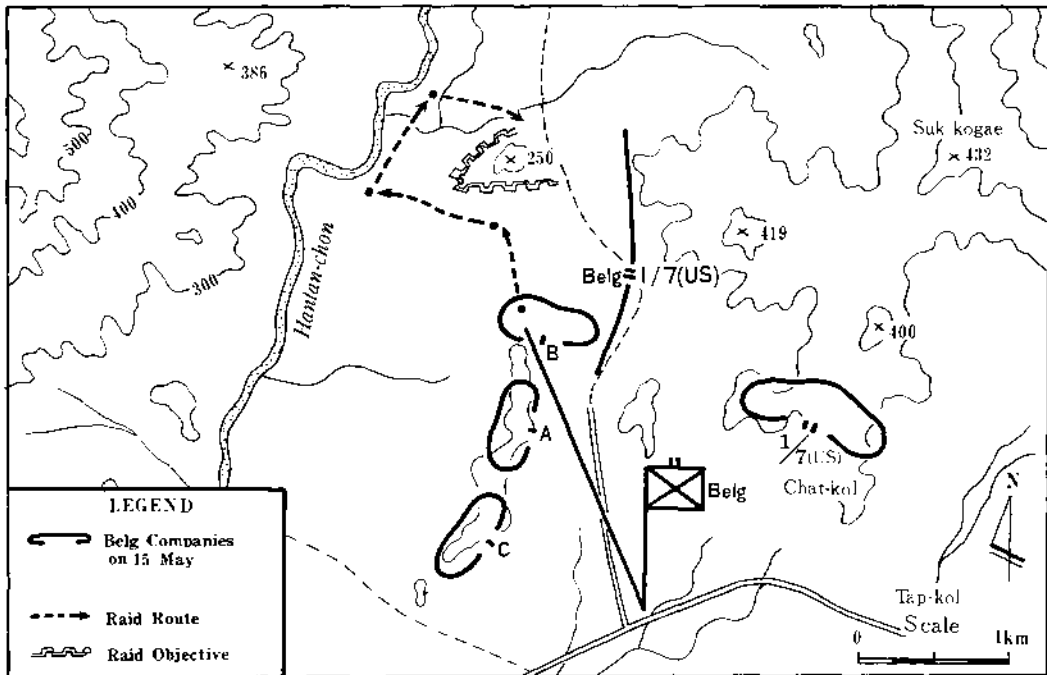 386
500
400
300
250
Suk kogae
432
419
400
Hantan-chon
Belg 1/7(US)
B
A
C
1/7(US)
Chat-kol
Belg
N
LEGEND
Belg Companies
on 15 May
Raid Route
Raid Objective
Tap-kol
Scale
0 1km